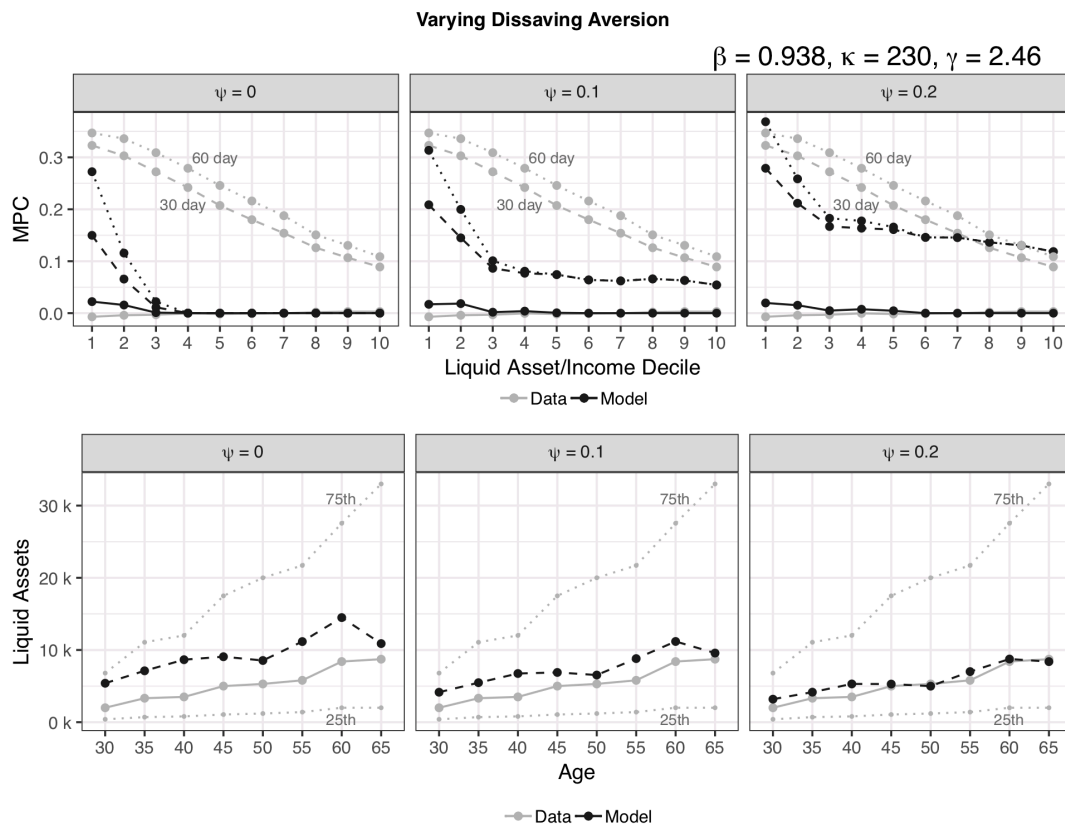 Varying Dissaving Aversion
β = 0.938, κ = 230, γ = 2.46
ψ = 0 ψ = 0.1 ψ = 0.2
MPC
0.3
0.2
0.1
0.0
60 day 60 day 60 day
30 day 30 day 30 day
1 2 3 4 5 6 7 8 9 10 1 2 3 4 5 6 7 8 9 10 1 2 3 4 5 6 7 8 9 10
Liquid Asset/Income Decile
Data Model
ψ = 0 ψ = 0.1 ψ = 0.2
Liquid Assets
75th 75th 75th
30 k
20 k
10 k
0 k
25th 25th 25th
30 35 40 45 50 55 60 65 30 35 40 45 50 55 60 65 30 35 40 45 50 55 60 65
Age
Data Model